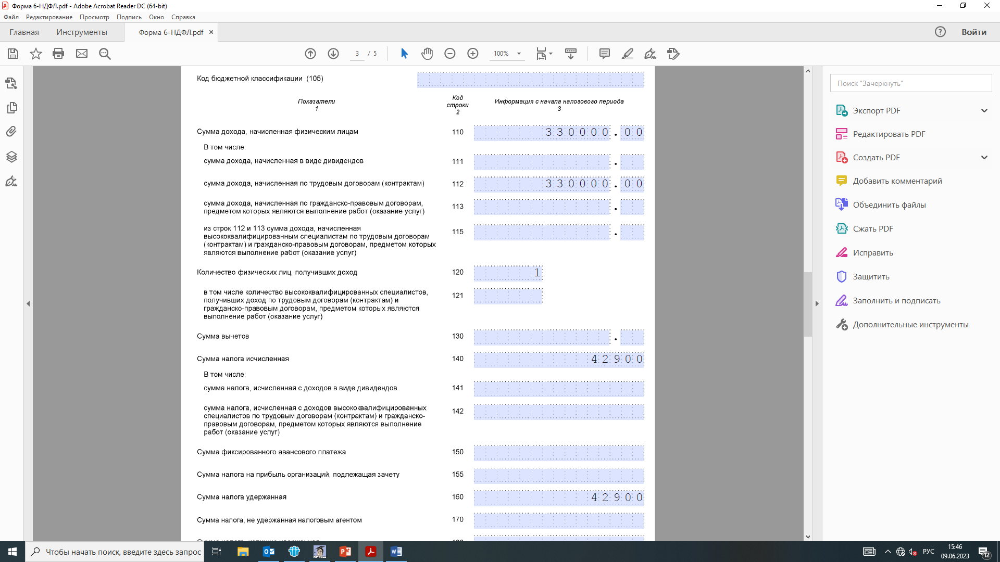 Форма 6-НДФЛ.pdf - Adobe Acrobat Reader DC (64-bit)
Файл Редактирование Просмотр Подпись Окно Справка
Главная Инструменты Форма 6-НДФЛ.pdf × ? Войти
3 / 5 100%
Код бюджетной классификации (105)
Показатели
1
Код
строки
2
Информация с начала налогового периода
3
Сумма дохода, начисленная физическим лицам 110 330000.00
В том числе:
сумма дохода, начисленная в виде дивидендов 111 .
сумма дохода, начисленная по трудовым договорам (контрактам) 112 330000.00
сумма дохода, начисленная по гражданско-правовым договорам,
предметом которых являются выполнение работ (оказание услуг) 113 .
из строк 112 и 113 сумма дохода, начисленная
высококвалифицированным специалистам по трудовым договорам 115 .
(контрактам) и гражданско-правовым договорам, предметом которых
являются выполнение работ (оказание услуг)
Количество физических лиц, получивших доход 120 1
в том числе количество высококвалифицированных специалистов, 121
получивших доход по трудовым договорам (контрактам) и
гражданско-правовым договорам, предметом которых являются
выполнение работ (оказание услуг)
Сумма вычетов 130 .
Сумма налога исчисленная 140 42900
В том числе:
сумма налога, исчисленная с доходов в виде дивидендов 141
сумма налога, исчисленная с доходов высококвалифицированных 142
специалистов по трудовым договорам (контрактам) и гражданско-
правовым договорам, предметом которых являются выполнение
работ (оказание услуг)
Сумма фиксированного авансового платежа 150
Сумма налога на прибыль организаций, подлежащая зачету 155
Сумма налога удержанная 160 42900
Сумма налога, не удержанная налоговым агентом 170
Поиск "Зачеркнуть"
Экспорт PDF
Редактировать PDF
Создать PDF
Добавить комментарий
Объединить файлы
Сжать PDF
Исправить
Защитить
Заполнить и подписать
Дополнительные инструменты
Чтобы начать поиск, введите здесь запрос
РУС
15:46
09.06.2023
12